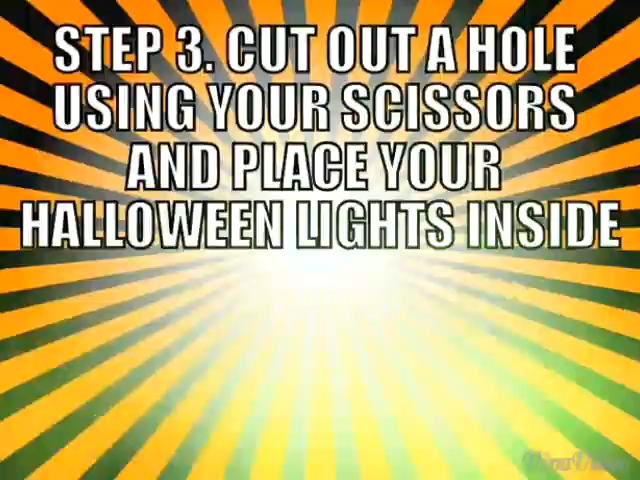 STEP 3. CUT OUT A HOLE
USING YOUR SCISSORS
AND PLACE YOUR
HALLOWEEN LIGHTS INSIDE